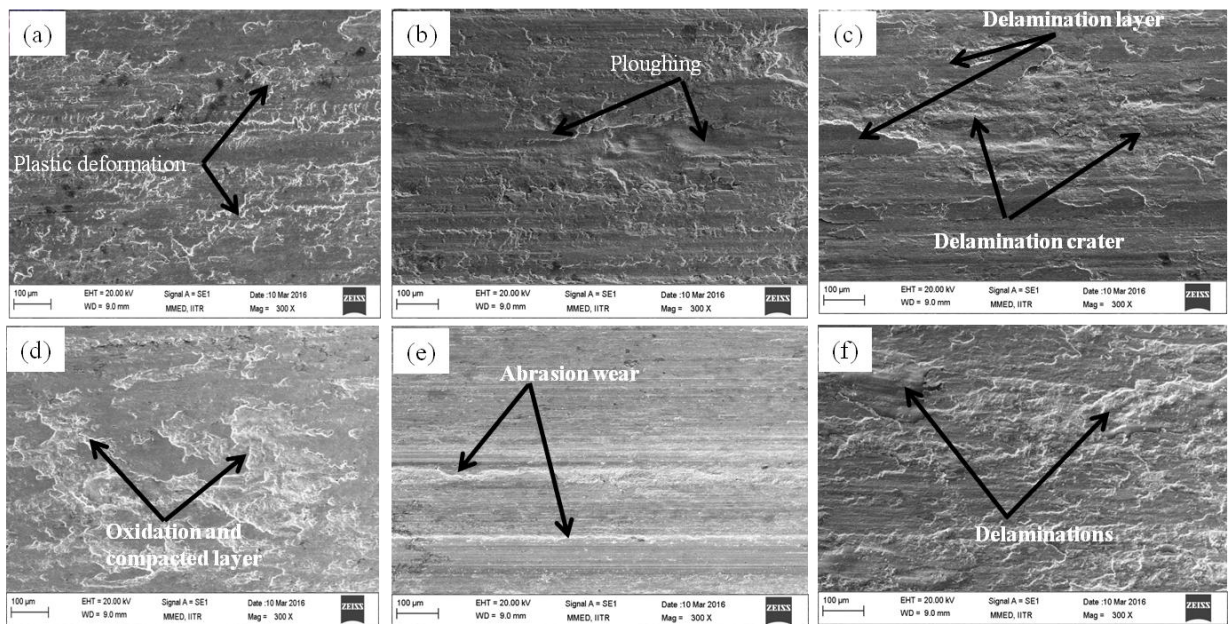 (a)
Plastic deformation
100 µm
EHT = 20.00 kV
WD = 9.0 mm
Signal A = SE1
MMED, IITR
Date :10 Mar 2016
Mag = 300 X
ZEISS
(b)
Ploughing
100 µm
EHT = 20.00 kV
WD = 9.0 mm
Signal A = SE1
MMED, IITR
Date :10 Mar 2016
Mag = 300 X
ZEISS
(c)
Delamination layer
Delamination crater
100 µm
EHT = 20.00 kV
WD = 9.0 mm
Signal A = SE1
MMED, IITR
Date :10 Mar 2016
Mag = 300 X
ZEISS
(d)
Oxidation and
compacted layer
100 µm
EHT = 20.00 kV
WD = 9.0 mm
Signal A = SE1
MMED, IITR
Date :10 Mar 2016
Mag = 300 X
ZEISS
(e)
Abrasion wear
100 µm
EHT = 20.00 kV
WD = 9.0 mm
Signal A = SE1
MMED, IITR
Date :10 Mar 2016
Mag = 300 X
ZEISS
(f)
Delaminations
100 µm
EHT = 20.00 kV
WD = 9.0 mm
Signal A = SE1
MMED, IITR
Date :10 Mar 2016
Mag = 300 X
ZEISS